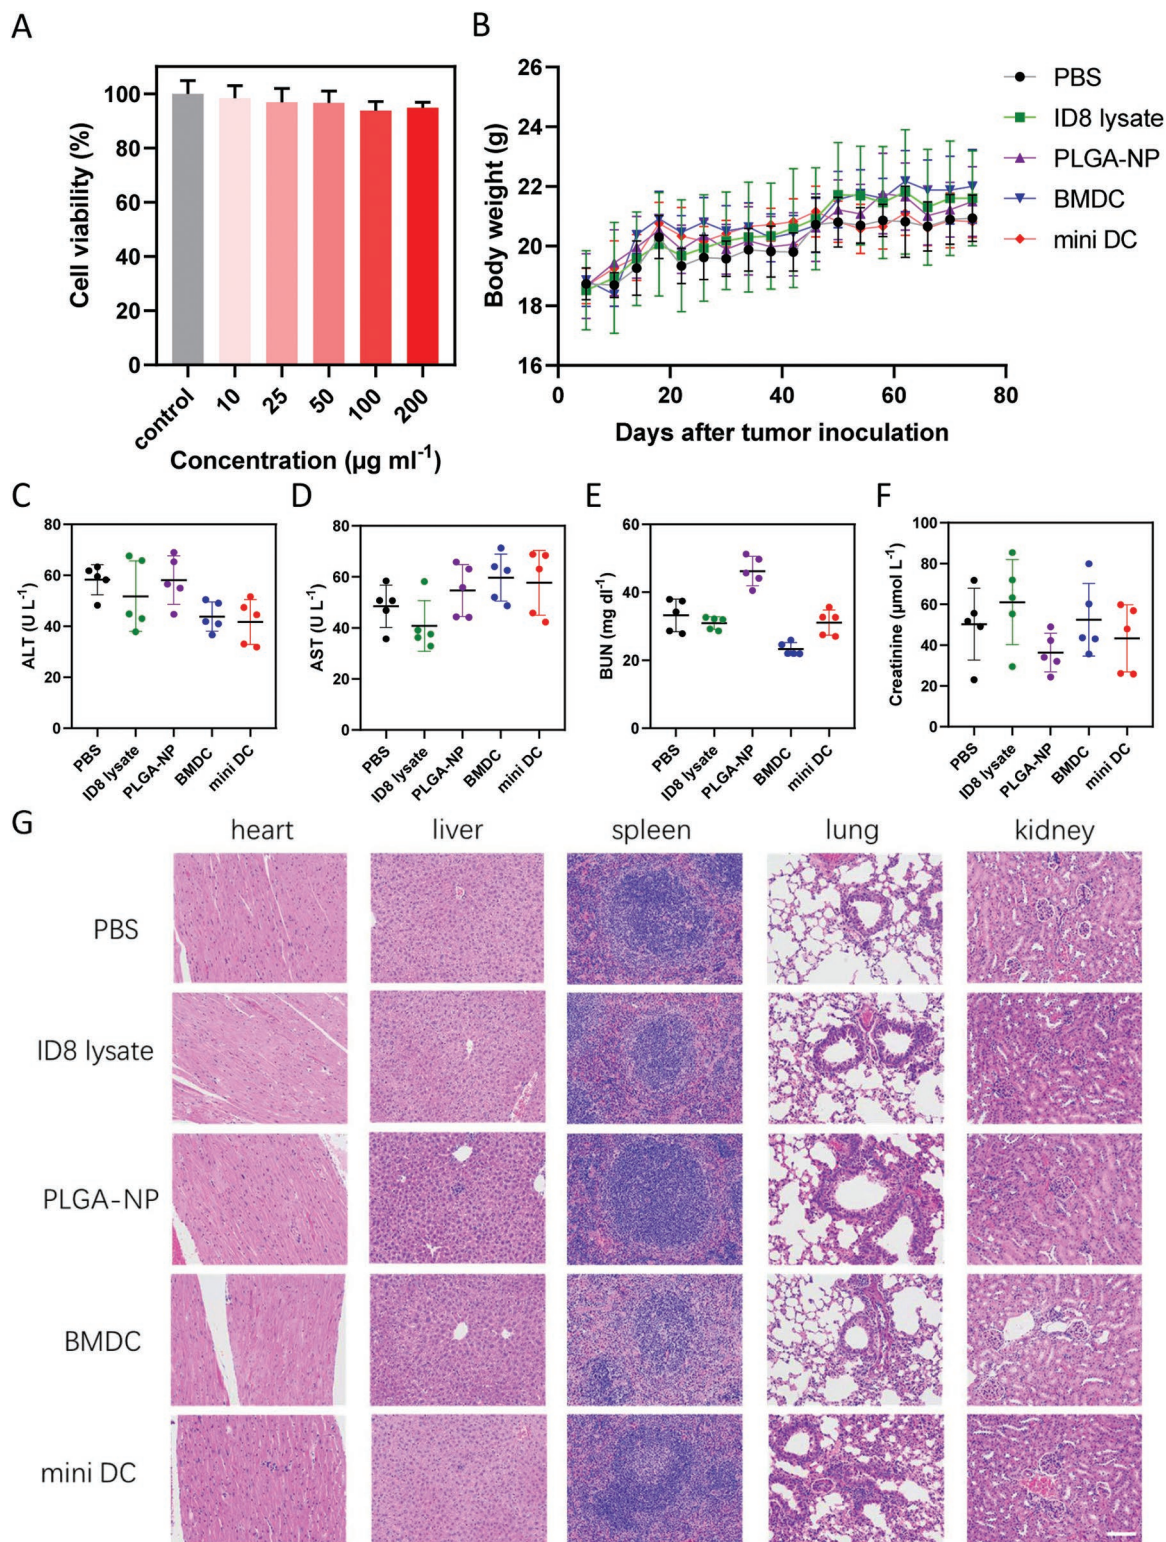 A
Cell viability (%)
100
80
60
40
20
0
control
10
25
50
100
200
Concentration (µg ml⁻¹)
B
Body weight (g)
26
24
22
20
18
16
0
20
40
60
80
Days after tumor inoculation
PBS
ID8 lysate
PLGA-NP
BMDC
mini DC
C
ALT (U L⁻¹)
80
60
40
20
0
PBS
ID8 lysate
PLGA-NP
BMDC
mini DC
D
AST (U L⁻¹)
80
60
40
20
0
PBS
ID8 lysate
PLGA-NP
BMDC
mini DC
E
BUN (mg dl⁻¹)
60
40
20
0
PBS
ID8 lysate
PLGA-NP
BMDC
mini DC
F
Creatinine (µmol L⁻¹)
100
80
60
40
20
0
PBS
ID8 lysate
PLGA-NP
BMDC
mini DC
G
heart liver spleen lung kidney
PBS
ID8 lysate
PLGA-NP
BMDC
mini DC